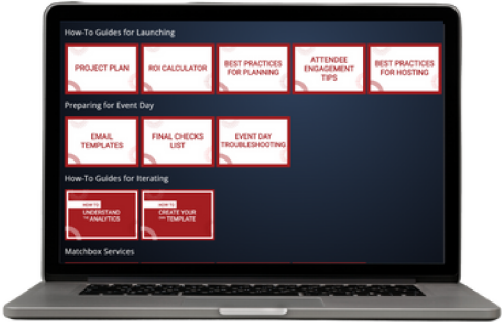 How-To Guides for Launching
PROJECT PLAN
ROI CALCULATOR
BEST PRACTICES
FOR PLANNING
ATTENDEE
ENGAGEMENT
TIPS
BEST PRACTICES
FOR HOSTING
Preparing for Event Day
EMAIL
TEMPLATES
FINAL CHECKS
LIST
EVENT DAY
TROUBLESHOOTING
How-To Guides for Iterating
HOW TO
UNDERSTAND
THE ANALYTICS
HOW TO
CREATE YOUR
OWN TEMPLATE
Matchbox Services